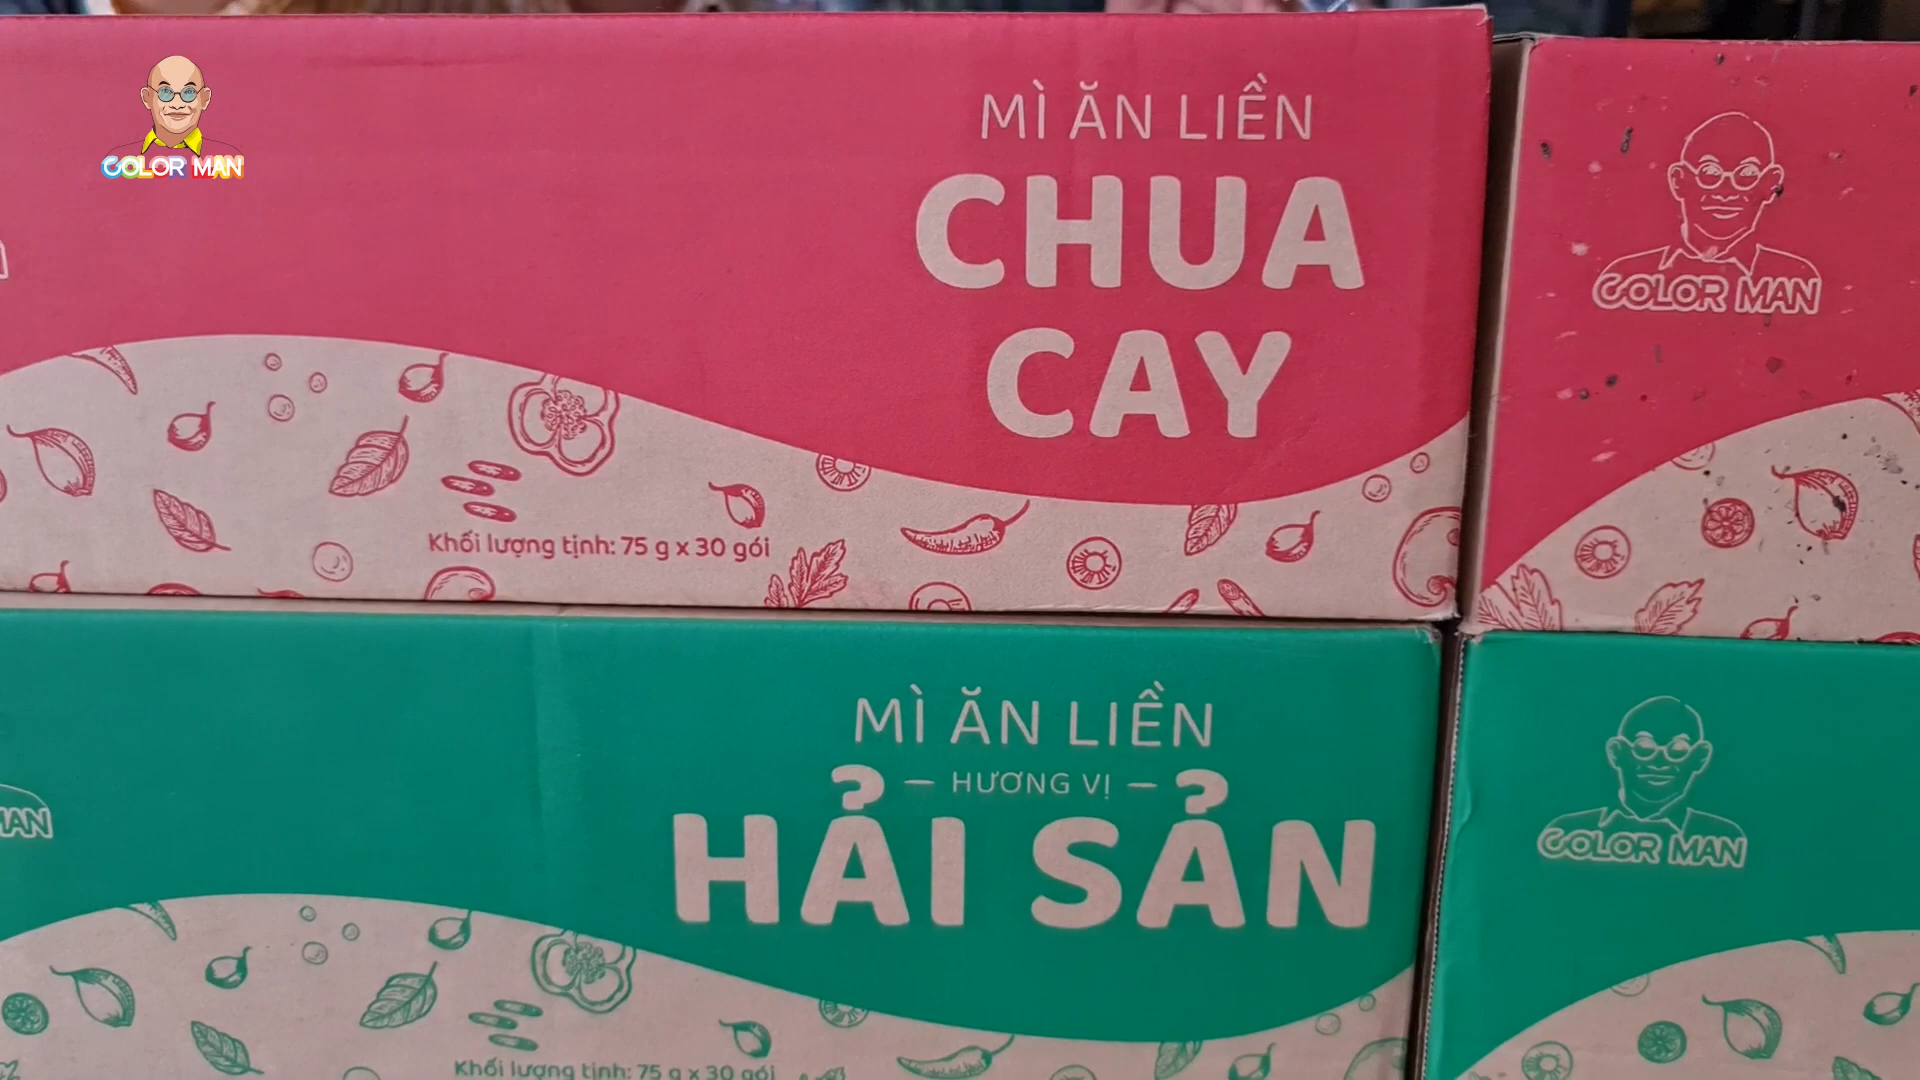 COLOR MAN
MÌ ĂN LIỀN
CHUA
CAY
Khối lượng tịnh: 75 g x 30 gói
COLOR MAN
MÌ ĂN LIỀN
HƯƠNG VỊ
HẢI SẢN
Khối lượng tịnh: 75 g x 30 gói
MAN
COLOR MAN